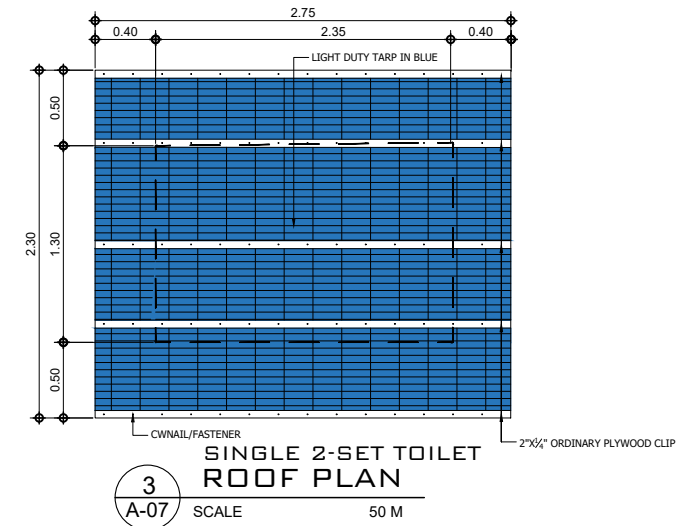 2.75
0.40
2.35
0.40
LIGHT DUTY TARP IN BLUE
0.50
2.30
1.30
0.50
CWNAIL/FASTENER
2"X¼" ORDINARY PLYWOOD CLIP
SINGLE 2-SET TOILET
ROOF PLAN
3
A-07
SCALE 50 M